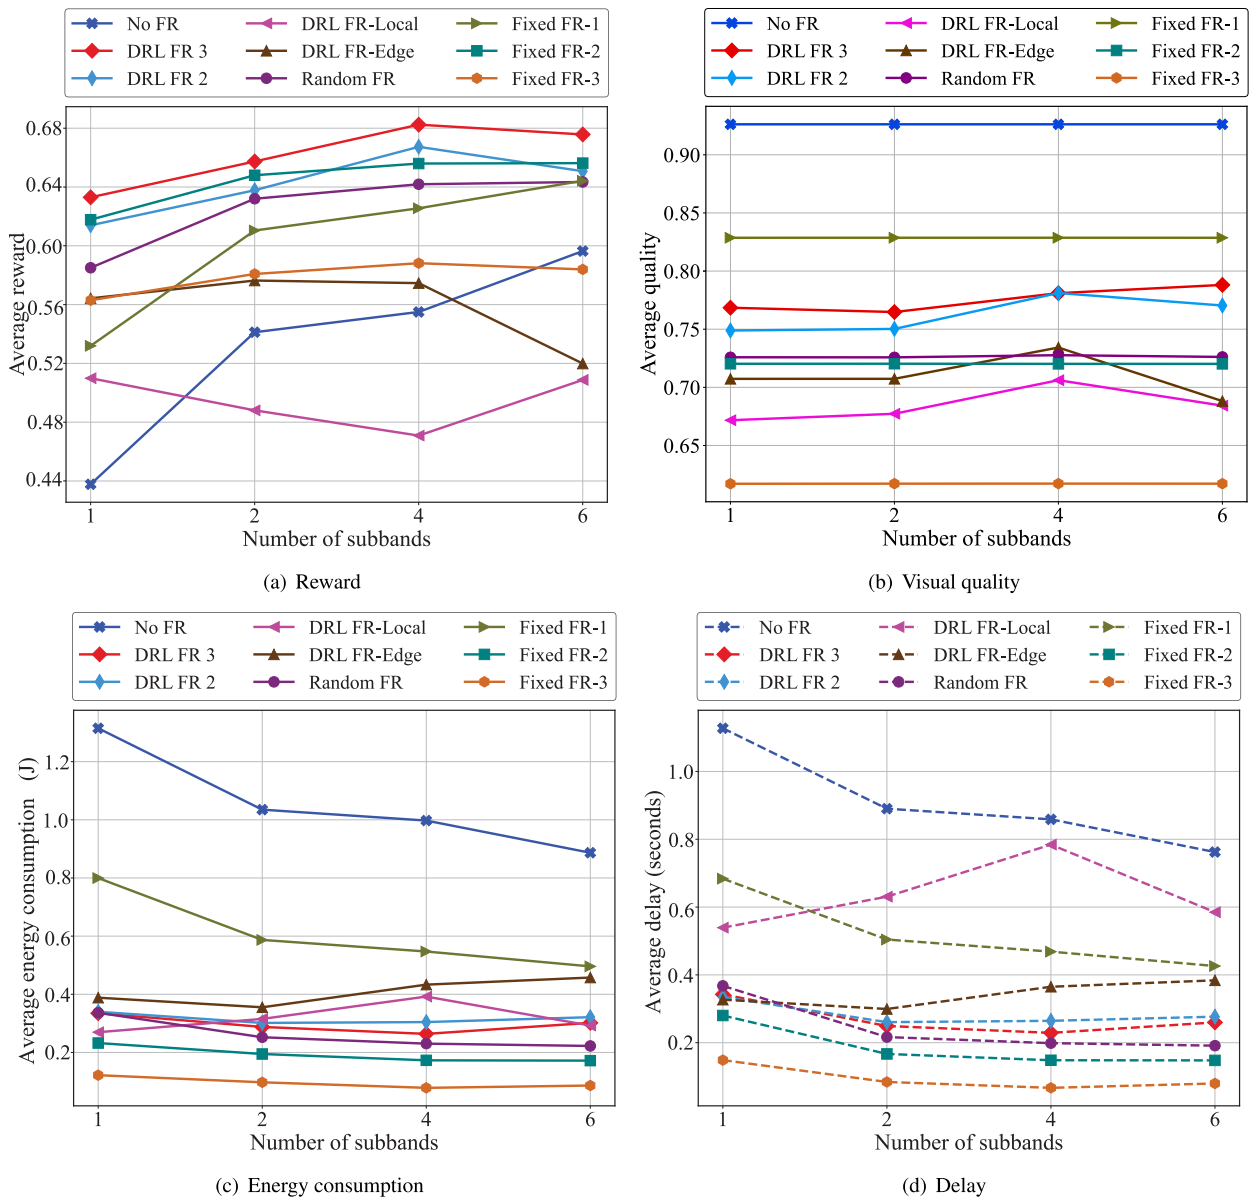 No FR DRL FR-Local Fixed FR-1
DRL FR 3 DRL FR-Edge Fixed FR-2
DRL FR 2 Random FR Fixed FR-3
0.68
0.64
0.60
0.56
0.52
0.48
0.44
Average reward
1 2 4 6
Number of subbands
(a) Reward
No FR DRL FR-Local Fixed FR-1
DRL FR 3 DRL FR-Edge Fixed FR-2
DRL FR 2 Random FR Fixed FR-3
0.90
0.85
0.80
0.75
0.70
0.65
Average quality
1 2 4 6
Number of subbands
(b) Visual quality
No FR DRL FR-Local Fixed FR-1
DRL FR 3 DRL FR-Edge Fixed FR-2
DRL FR 2 Random FR Fixed FR-3
1.2
1.0
0.8
0.6
0.4
0.2
Average energy consumption (J)
1 2 4 6
Number of subbands
(c) Energy consumption
No FR DRL FR-Local Fixed FR-1
DRL FR 3 DRL FR-Edge Fixed FR-2
DRL FR 2 Random FR Fixed FR-3
1.0
0.8
0.6
0.4
0.2
Average delay (seconds)
1 2 4 6
Number of subbands
(d) Delay